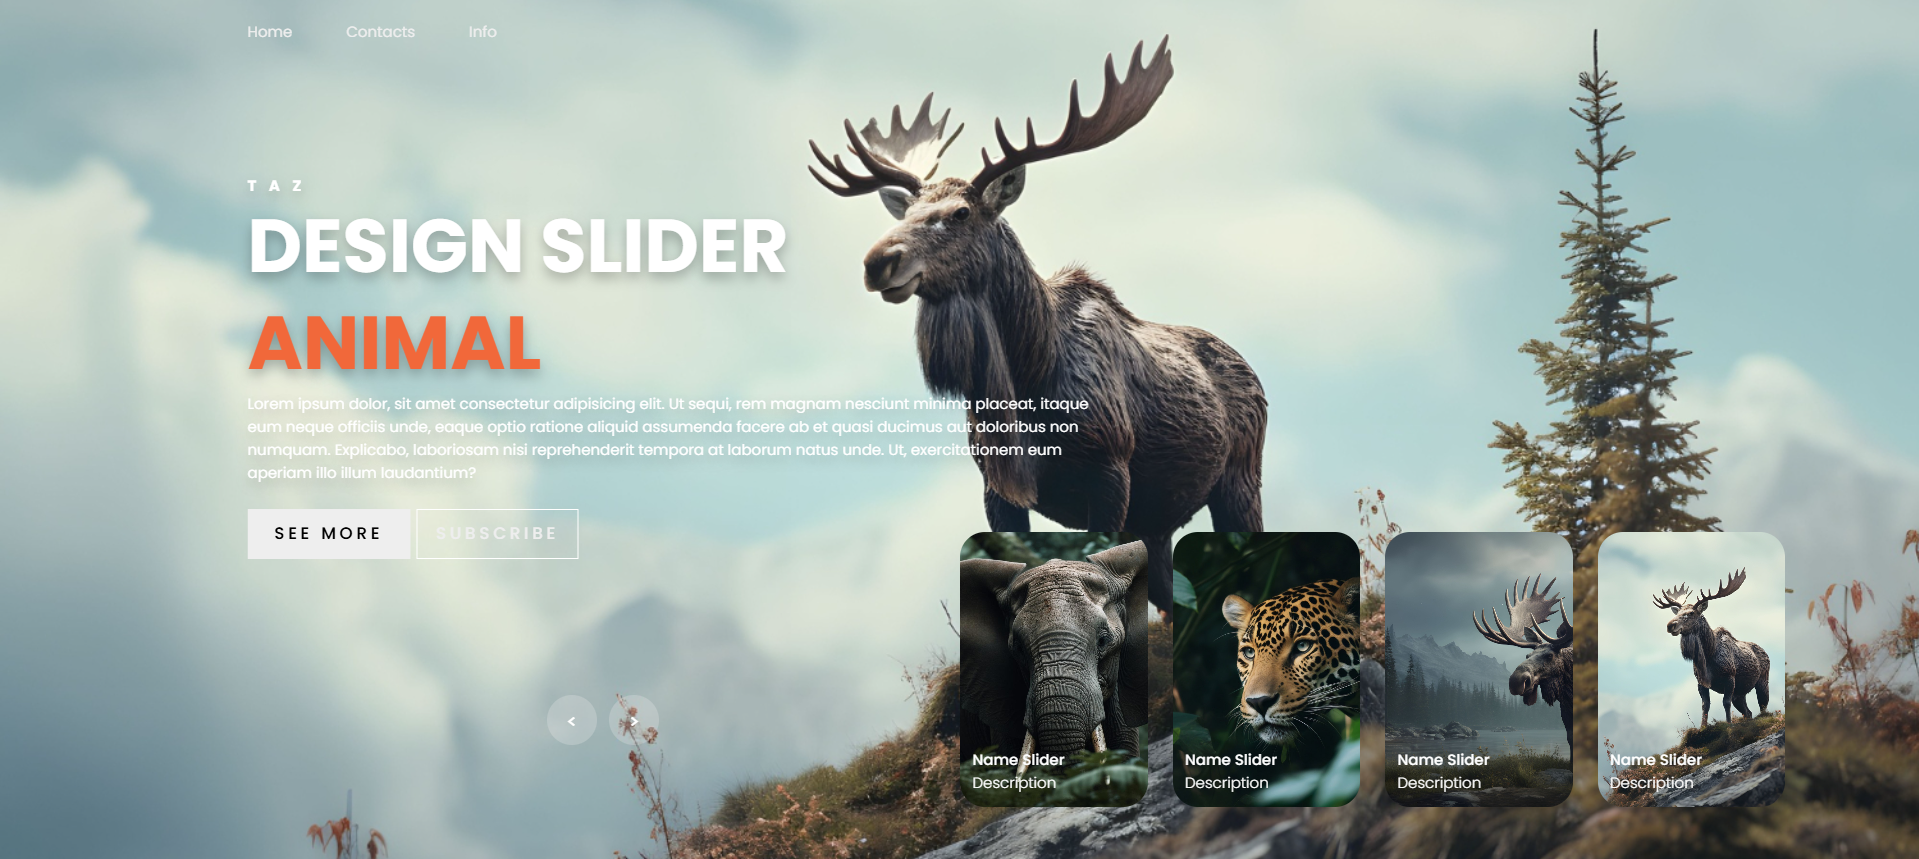 Home Contacts Info
TAZ
DESIGN SLIDER
ANIMAL
Lorem ipsum dolor, sit amet consectetur adipisicing elit. Ut sequi, rem magnam nesciunt minima placeat, itaque
eum neque officiis unde, eaque optio ratione aliquid assumenda facere ab et quasi ducimus aut doloribus non
numquam. Explicabo, laboriosam nisi reprehenderit tempora at laborum natus unde. Ut, exercitationem eum
aperiam illo illum laudantium?
SEE MORE SUBSCRIBE
< >
Name Slider
Description
Name Slider
Description
Name Slider
Description
Name Slider
Description